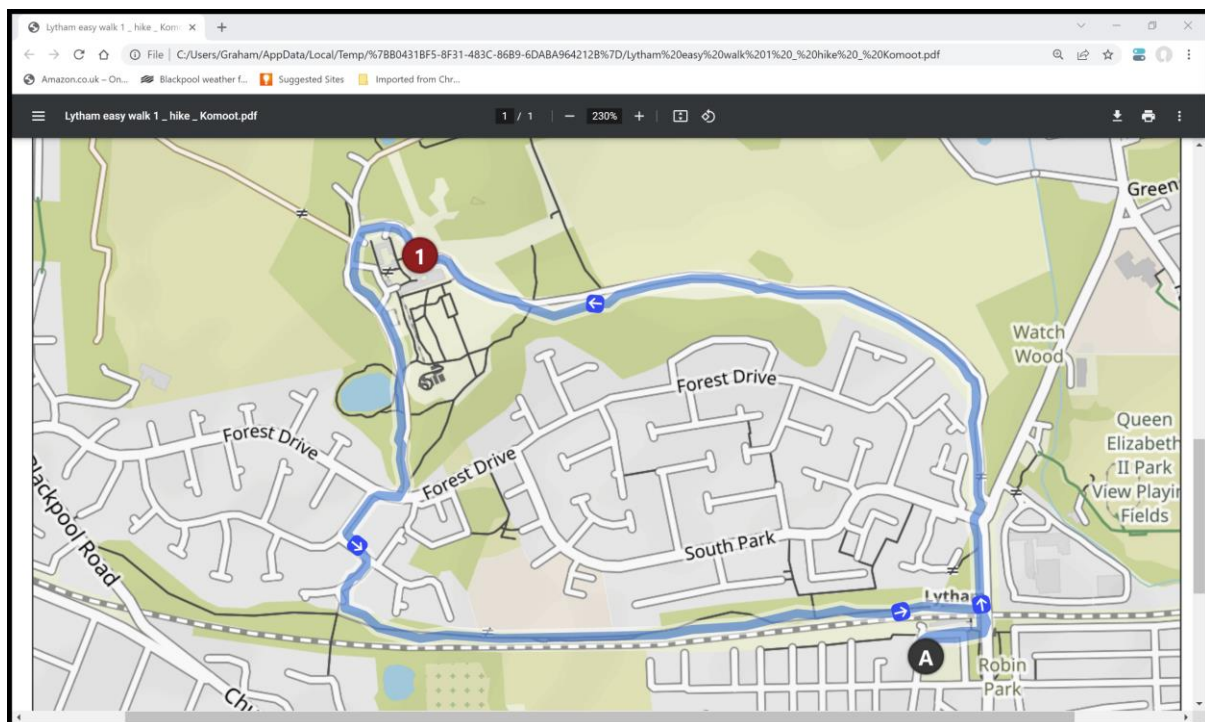 Lytham easy walk 1 _ hike _ Kom
File | C:/Users/Graham/AppData/Local/Temp/%7BB0431BF5-8F31-483C-86B9-6DABA964212B%7D/Lytham%20easy%20walk%201%20_%20hike%20_%20Komoot.pdf
Amazon.co.uk – On... Blackpool weather f... Suggested Sites Imported from Chr...
Lytham easy walk 1 _ hike _ Komoot.pdf 1 / 1 230%
Green
1
Watch
Wood
Forest Drive
Queen
Elizabeth
II Park
View Playin
Fields
Forest Drive
Forest Drive
Blackpool Road
South Park
Lytha
A
Robin
Park
Chu